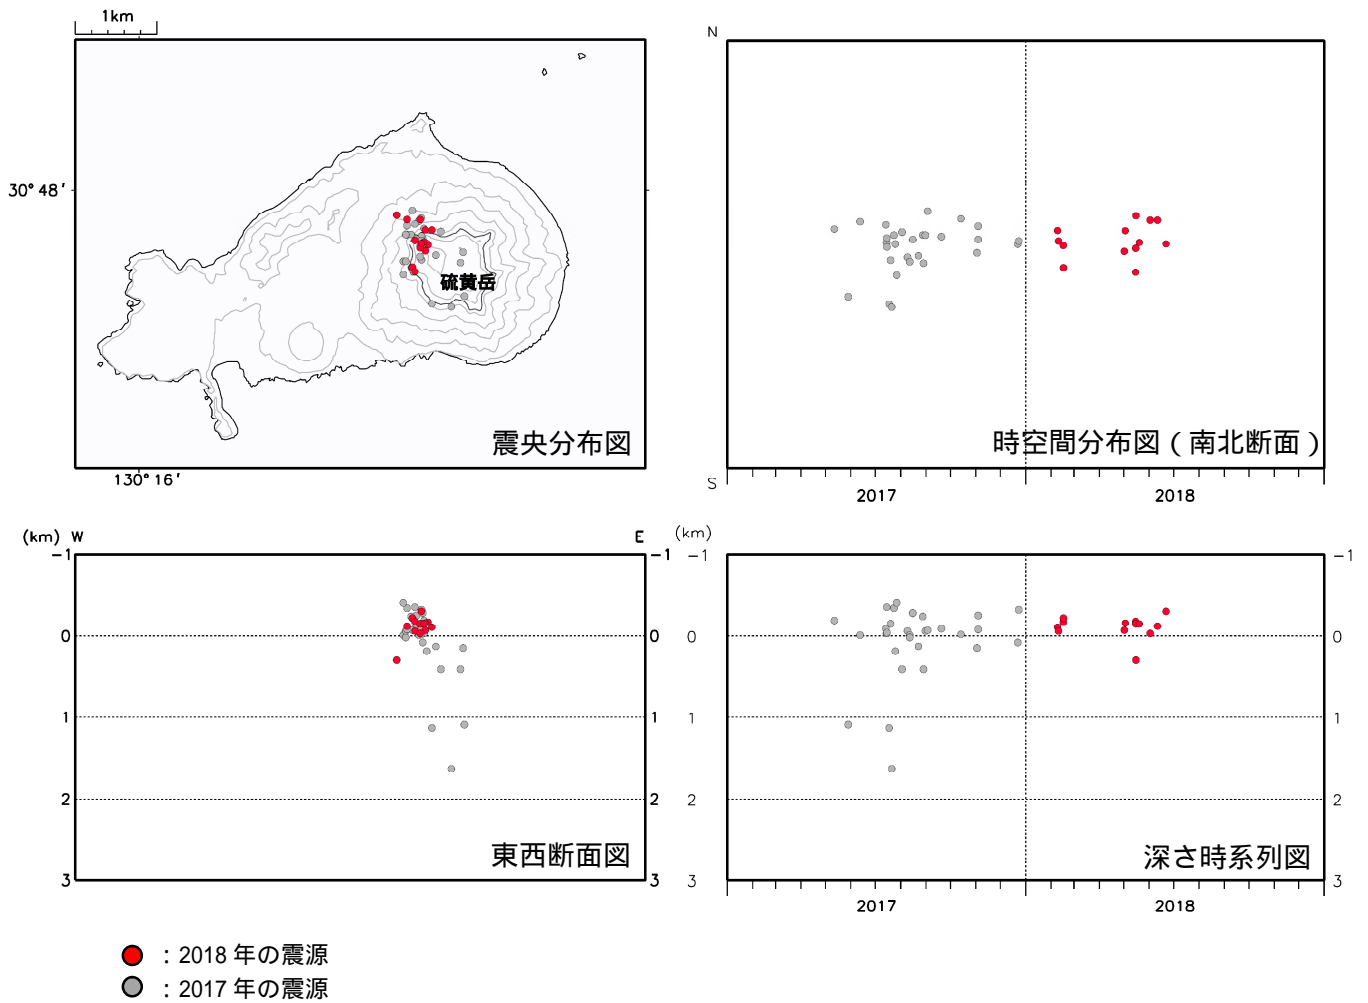 1km
N
30°48′
硫黄岳
震央分布図
時空間分布図（南北断面）
130°16′
S
2017
2018
(km) W
E
(km)
-1
-1
-1
-1
0
0
0
0
1
1
1
1
2
2
2
2
東西断面図
深さ時系列図
3
3
3
3
2017
2018
：2018 年の震源
：2017 年の震源